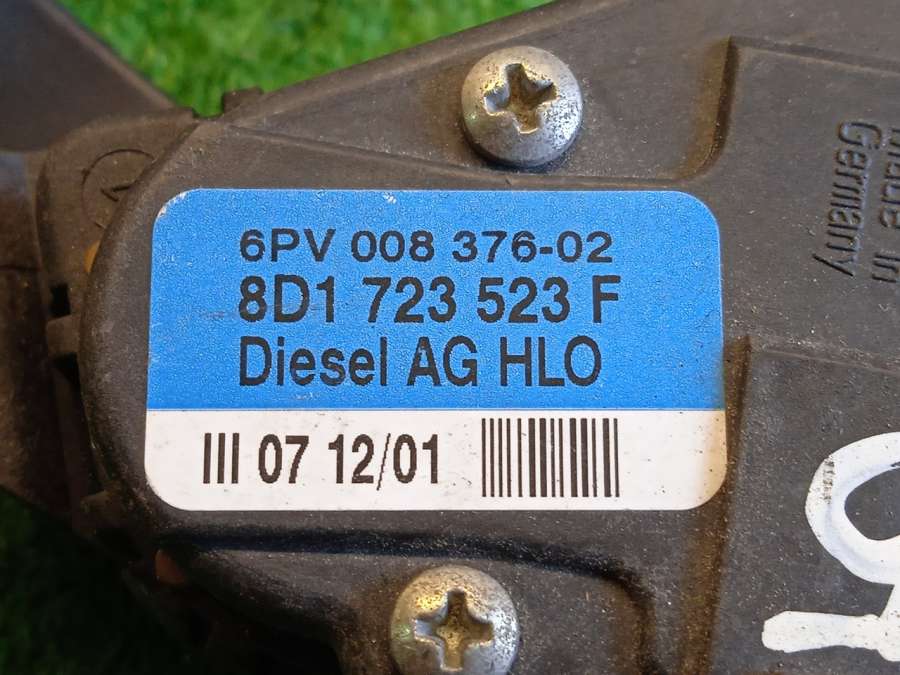 6PV 008 376-02
8D1 723 523 F
Diesel AG HLO
III 07 12/01
Made in
Germany